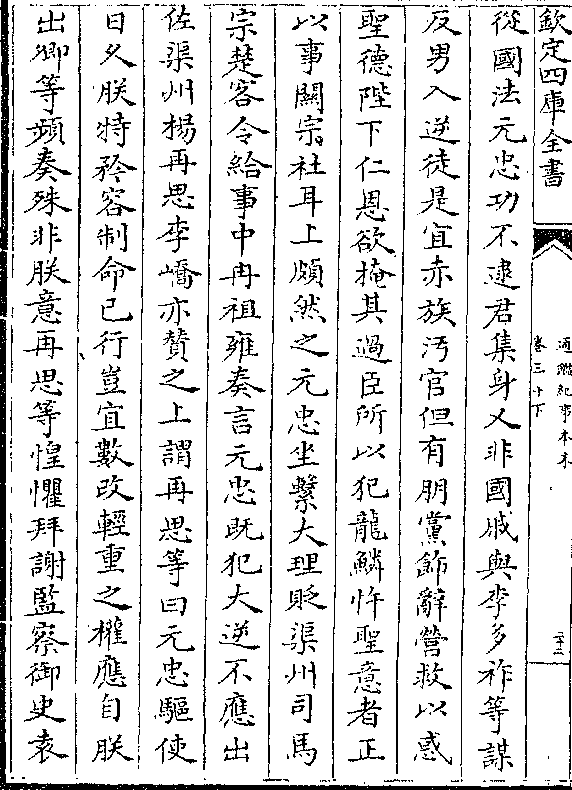 欽定四庫全書
通鑑紀事本末
卷三十下
二十三
從國法元忠功不逮君集身又非國戚與李多祚等謀
反男入逆徒是宜赤族汚官但有朋黨飾辭營救以惑
聖德陛下仁恩欲掩其過臣所以犯龍鱗忤聖意者正
以事關宗社耳上頗然之元忠坐繫大理貶渠州司馬
宗楚客令給事中冉祖雍奏言元忠既犯大逆不應出
佐渠州楊再思李嶠亦贊之上謂再思等曰元忠驅使
日久朕特矜容制命已行豈宜數改輕重之權應自朕
出卿等頻奏殊非朕意再思等惶懼拜謝監察御史袁